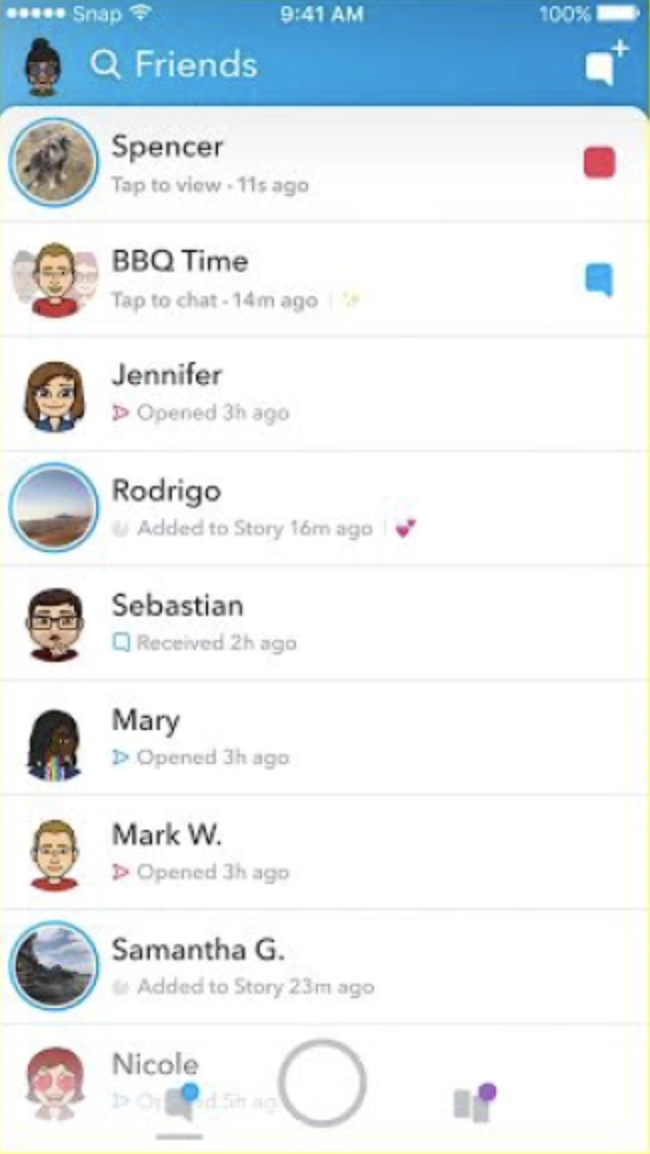 Snap 9:41 AM 100%
Friends
Spencer
Tap to view - 11s ago
BBQ Time
Tap to chat - 14m ago
Jennifer
Opened 3h ago
Rodrigo
Added to Story 16m ago
Sebastian
Received 2h ago
Mary
Opened 3h ago
Mark W.
Opened 3h ago
Samantha G.
Added to Story 23m ago
Nicole
5h